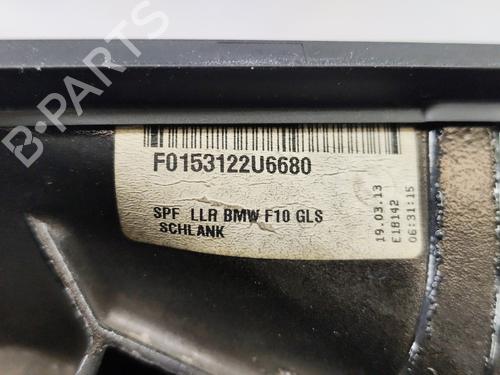 B-PARTS
F0153122U6680
SPF LLR BMW F10 GLS
SCHLANK
19.03.13
E18142
06:31:15